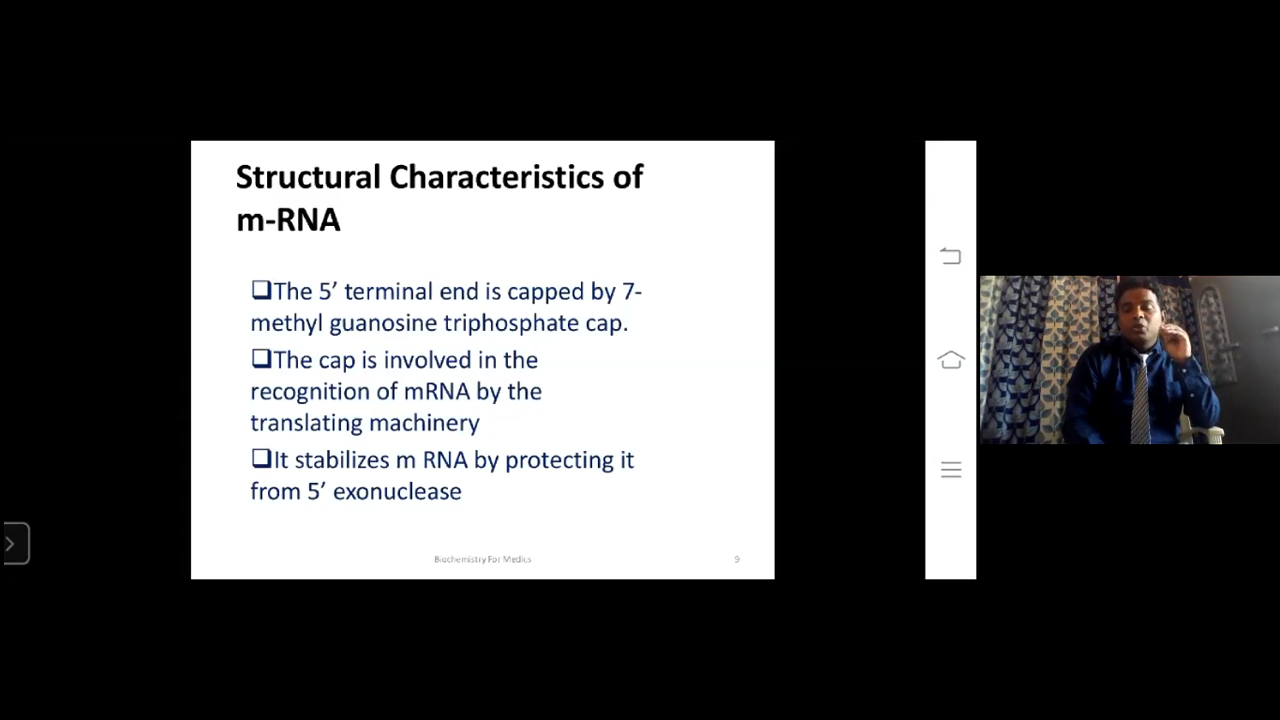 Structural Characteristics of
m-RNA
❑The 5′ terminal end is capped by 7-
methyl guanosine triphosphate cap.
❑The cap is involved in the
recognition of mRNA by the
translating machinery
❑It stabilizes m RNA by protecting it
from 5′ exonuclease
Biochemistry For Medics
9